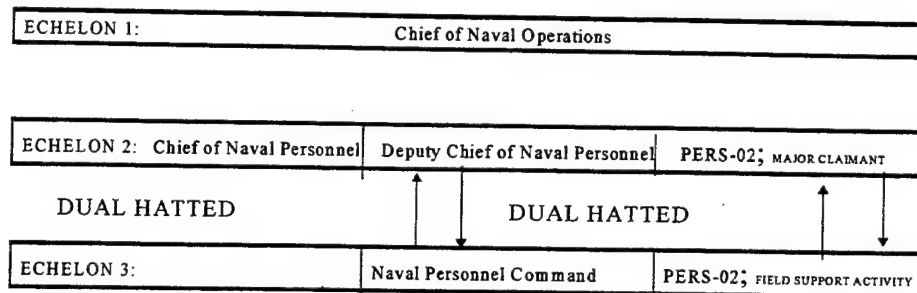 ECHELON 1: Chief of Naval Operations
ECHELON 2: Chief of Naval Personnel Deputy Chief of Naval Personnel PERS-02; MAJOR CLAIMANT
DUAL HATTED DUAL HATTED
ECHELON 3: Naval Personnel Command PERS-02; FIELD SUPPORT ACTIVITY